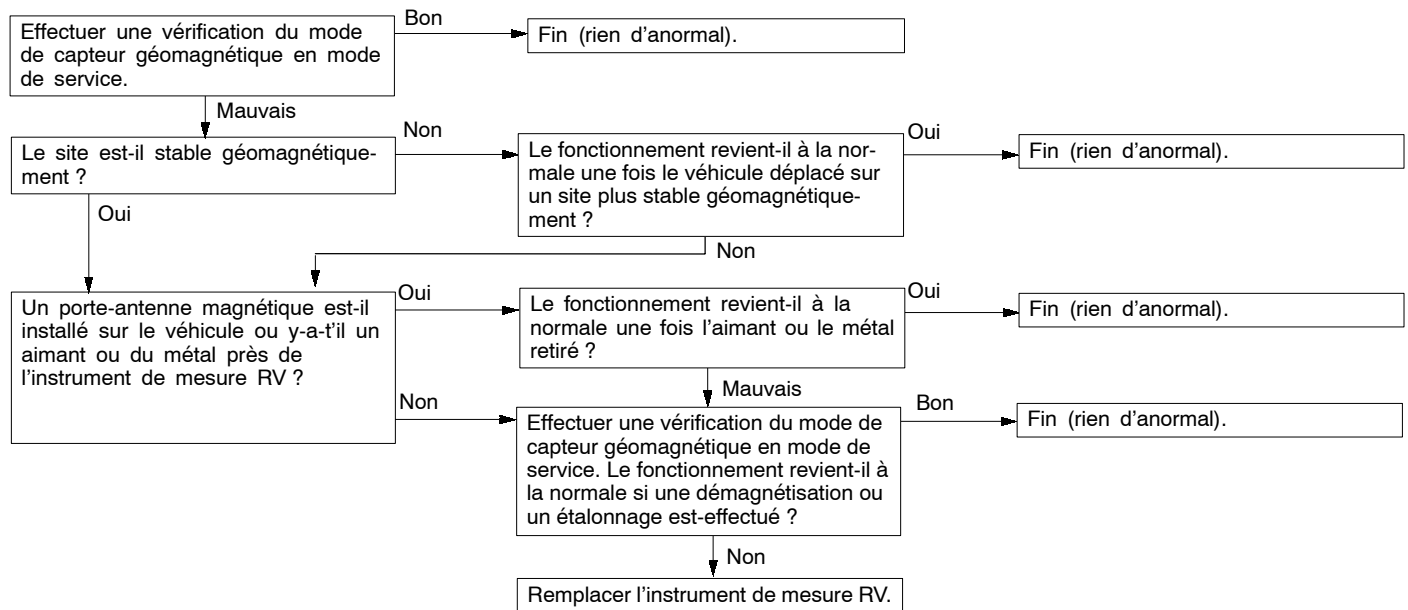 Effectuer une vérification du mode
de capteur géomagnétique en mode
de service.
Bon
Fin (rien d'anormal).
Mauvais
Le site est-il stable géomagnétique-
ment ?
Non
Le fonctionnement revient-il à la nor-
male une fois le véhicule déplacé sur
un site plus stable géomagnétique-
ment ?
Oui
Fin (rien d'anormal).
Oui
Non
Un porte-antenne magnétique est-il
installé sur le véhicule ou y-a-t'il un
aimant ou du métal près de
l'instrument de mesure RV ?
Oui
Le fonctionnement revient-il à la
normale une fois l'aimant ou le métal
retiré ?
Oui
Fin (rien d'anormal).
Mauvais
Non
Effectuer une vérification du mode de
capteur géomagnétique en mode de
service. Le fonctionnement revient-il à
la normale si une démagnétisation ou
un étalonnage est-effectué ?
Bon
Fin (rien d'anormal).
Non
Remplacer l'instrument de mesure RV.